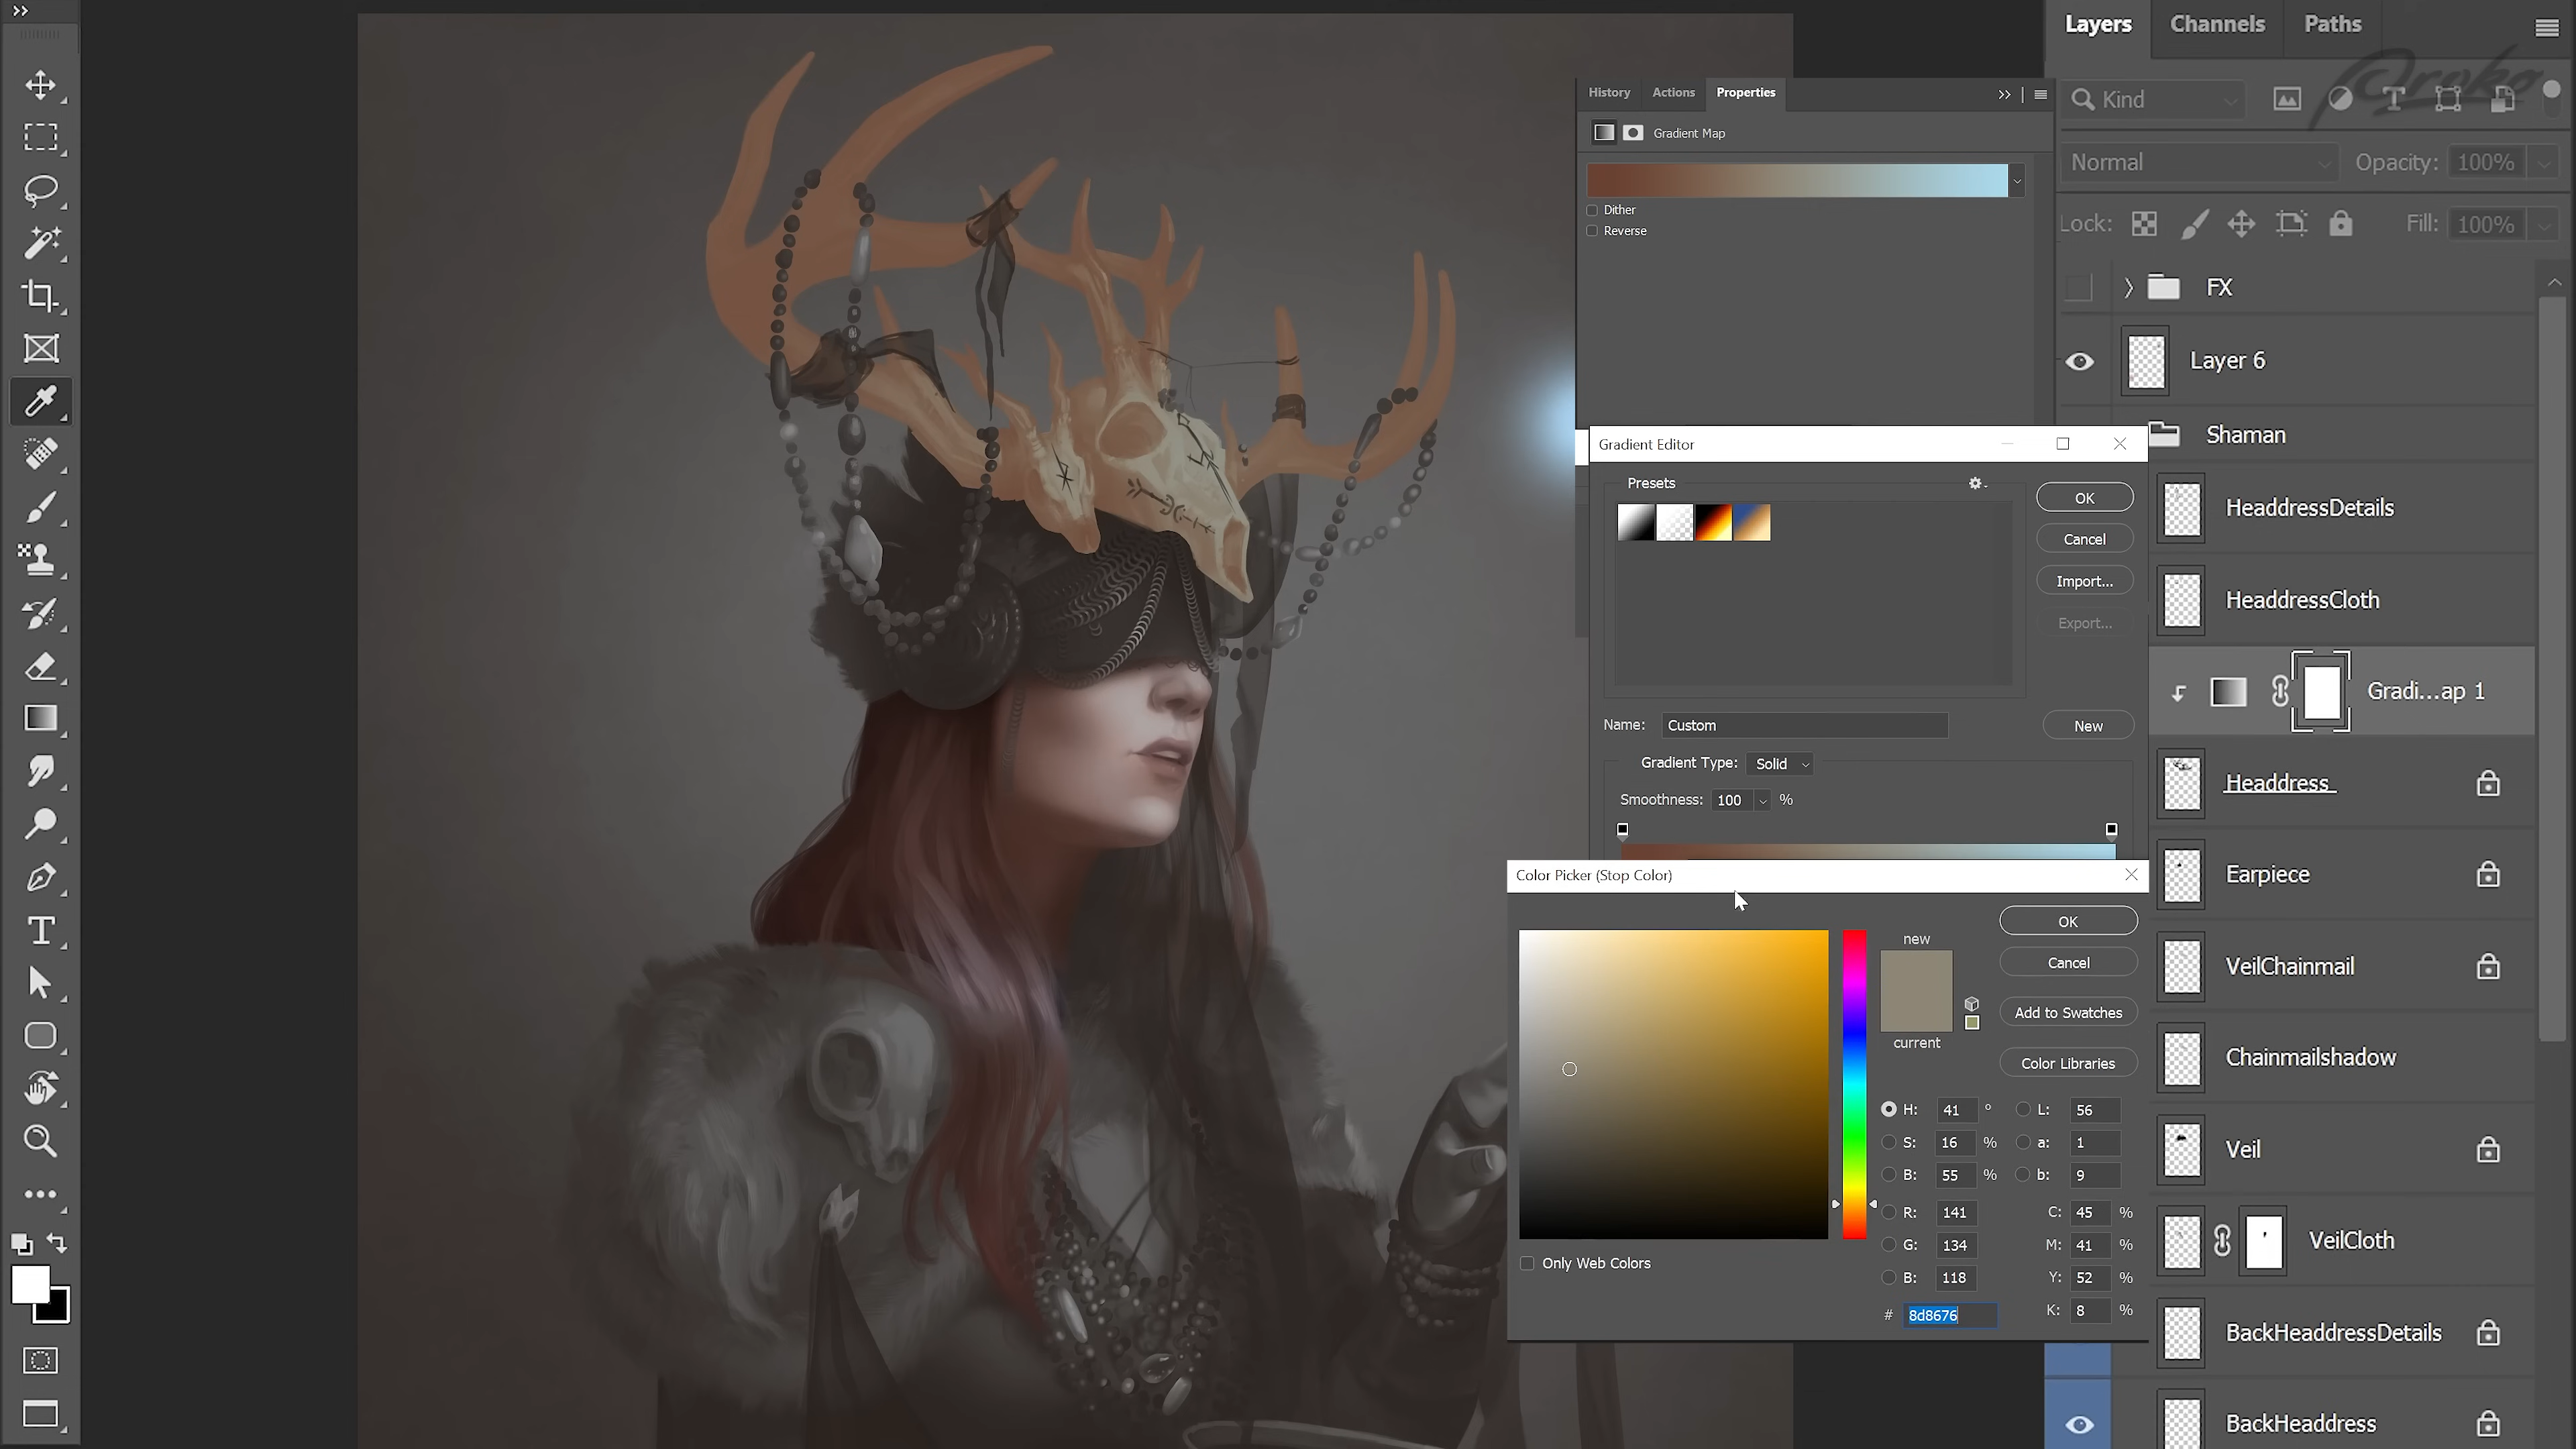 Layers Channels Paths
Proko
Kind
Normal Opacity: 100%
Lock: Fill: 100%
FX
Layer 6
Shaman
HeaddressDetails
HeaddressCloth
Gradi...ap 1
Headdress
Earpiece
VeilChainmail
Chainmailshadow
Veil
VeilCloth
BackHeaddressDetails
BackHeaddress
History Actions Properties
Gradient Map
Dither
Reverse
Gradient Editor
Presets
OK
Cancel
Import...
Export...
Name: Custom New
Gradient Type: Solid
Smoothness: 100 %
Color Picker (Stop Color)
new
current
OK
Cancel
Add to Swatches
Color Libraries
H: 41 ° L: 56
S: 16 % a: 1
B: 55 % b: 9
R: 141 C: 45 %
G: 134 M: 41 %
B: 118 Y: 52 %
K: 8 %
# 8d8676
Only Web Colors